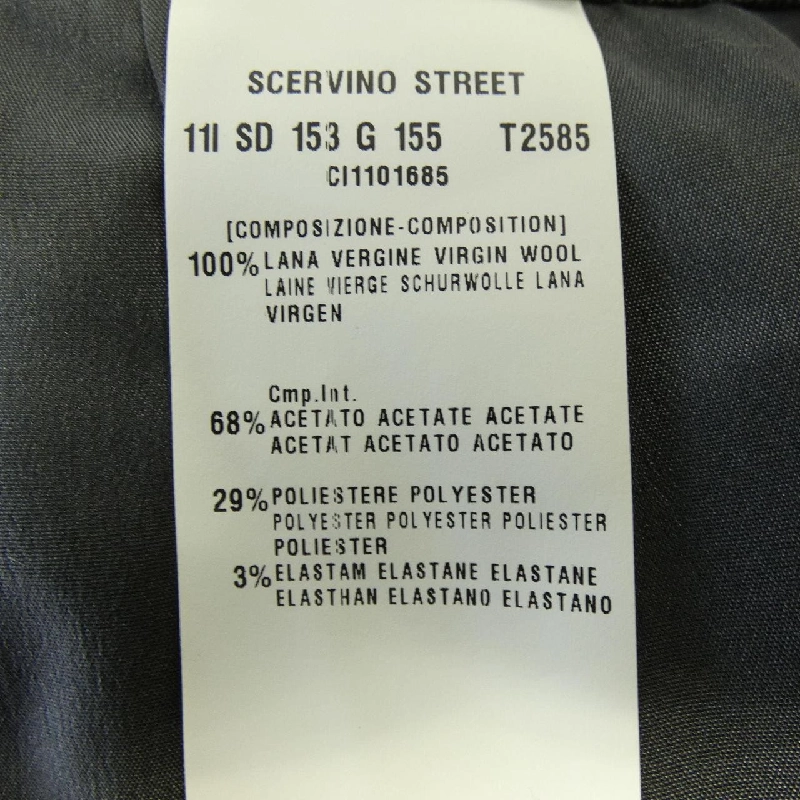 SCERVINO STREET
11I SD 153 G 155 T2585
CI1101685
[COMPOSIZIONE-COMPOSITION]
100% LANA VERGINE VIRGIN WOOL
LAINE VIERGE SCHURWOLLE LANA
VIRGEN
Cmp.Int.
68% ACETATO ACETATE ACETATE
ACETAT ACETATO ACETATO
29% POLIESTERE POLYESTER
POLYESTER POLYESTER POLIESTER
POLIESTER
3% ELASTAM ELASTANE ELASTANE
ELASTHAN ELASTANO ELASTANO